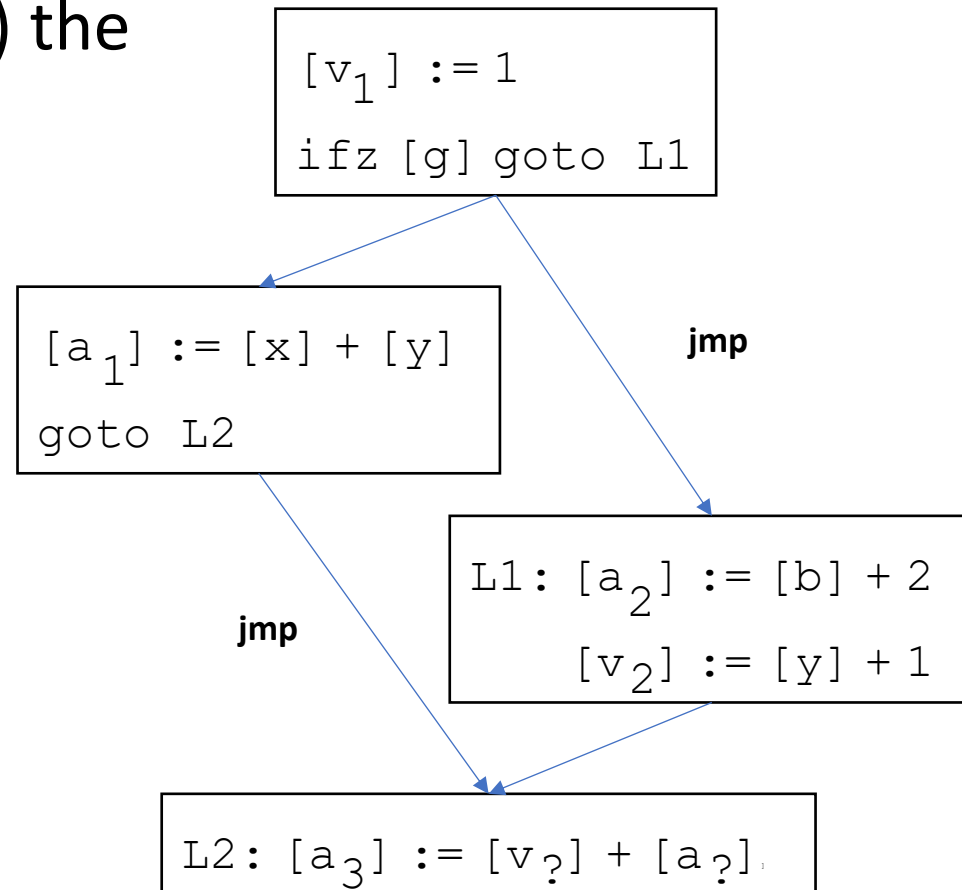 ) the
[v₁] := 1
ifz [g] goto L1
[a₁] := [x] + [y]
goto L2
jmp
L1: [a₂] := [b] + 2
[v₂] := [y] + 1
jmp
L2: [a₃] := [v?] + [a?]